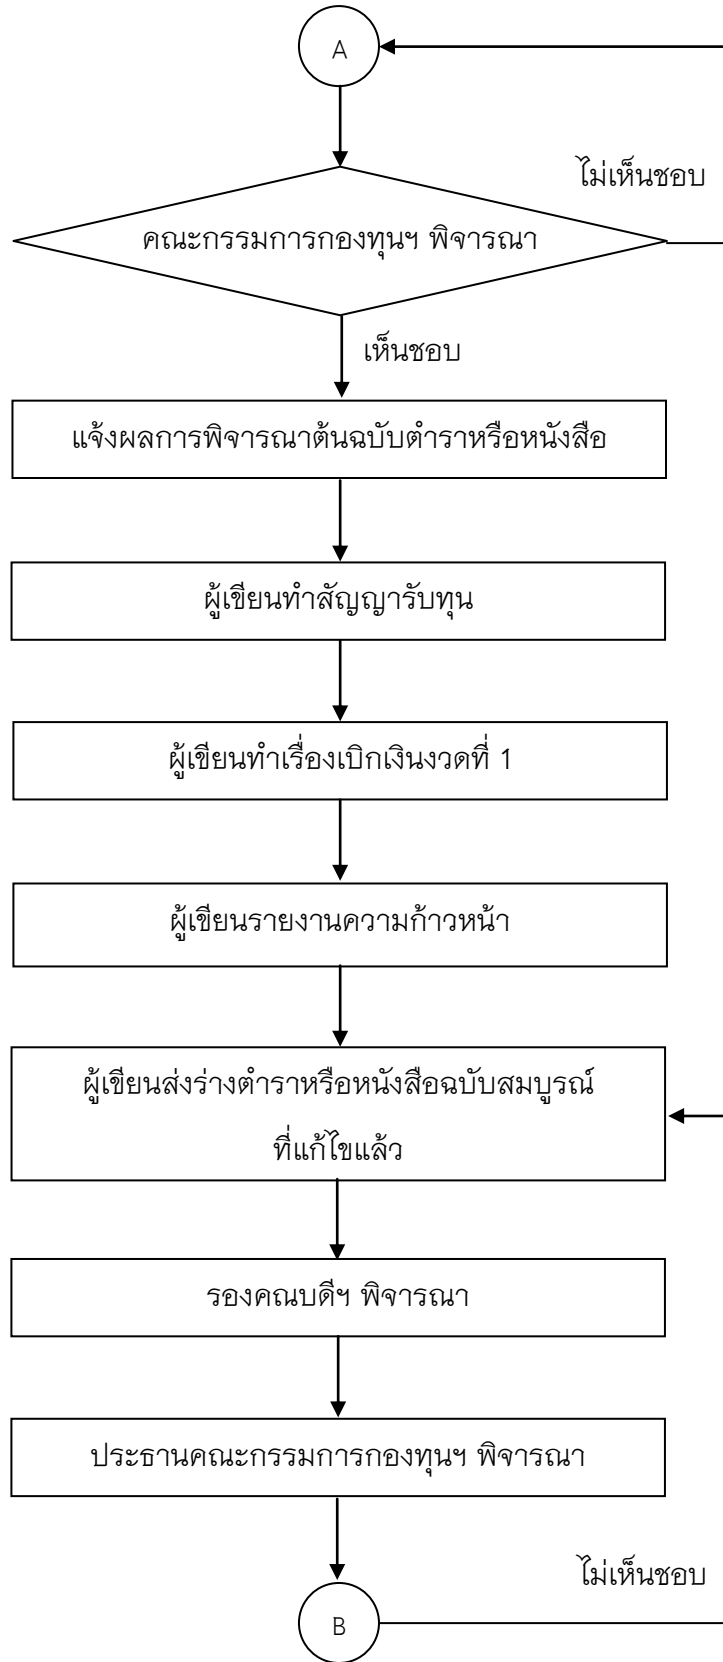 A
ไม่เห็นชอบ
คณะกรรมการกองทุนฯ พิจารณา
เห็นชอบ
แจ้งผลการพิจารณาต้นฉบับตำราหรือหนังสือ
ผู้เขียนทำสัญญารับทุน
ผู้เขียนทำเรื่องเบิกเงินงวดที่ 1
ผู้เขียนรายงานความก้าวหน้า
ผู้เขียนส่งร่างตำราหรือหนังสือฉบับสมบูรณ์
ที่แก้ไขแล้ว
รองคณบดีฯ พิจารณา
ประธานคณะกรรมการกองทุนฯ พิจารณา
ไม่เห็นชอบ
B